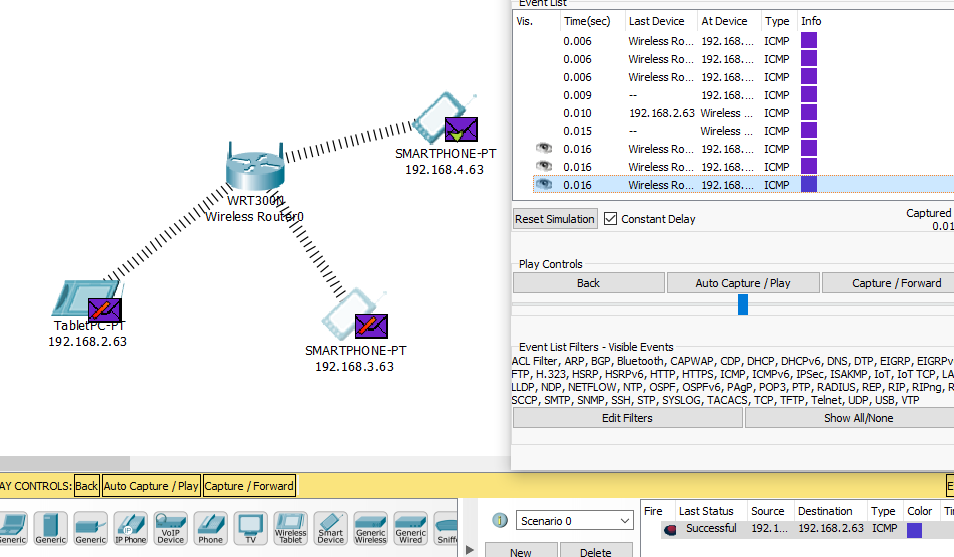 Event List
Vis. Time(sec) Last Device At Device Type Info
0.006 Wireless Ro... 192.168.... ICMP
0.006 Wireless Ro... 192.168.... ICMP
0.006 Wireless Ro... 192.168.... ICMP
0.009 -- 192.168.... ICMP
0.010 192.168.2.63 Wireless ... ICMP
0.015 -- Wireless ... ICMP
0.016 Wireless Ro... 192.168.... ICMP
0.016 Wireless Ro... 192.168.... ICMP
0.016 Wireless Ro... 192.168.... ICMP
SMARTPHONE-PT
192.168.4.63
WRT300N
Wireless Router0
TabletPC-PT
192.168.2.63
SMARTPHONE-PT
192.168.3.63
Reset Simulation Constant Delay Captured
0.01
Play Controls
Back Auto Capture / Play Capture / Forward
Event List Filters - Visible Events
ACL Filter, ARP, BGP, Bluetooth, CAPWAP, CDP, DHCP, DHCPv6, DNS, DTP, EIGRP, EIGRPv
FTP, H.323, HSRP, HSRPv6, HTTP, HTTPS, ICMP, ICMPv6, IPSec, ISAKMP, IoT, IoT TCP, LA
LLDP, NDP, NETFLOW, NTP, OSPF, OSPFv6, PAgP, POP3, PTP, RADIUS, REP, RIP, RIPng, R
SCCP, SMTP, SNMP, SSH, STP, SYSLOG, TACACS, TCP, TFTP, Telnet, UDP, USB, VTP
Edit Filters Show All/None
AY CONTROLS: Back Auto Capture / Play Capture / Forward E
Generic Generic Generic IP Phone VoIP Device Phone TV Wireless Tablet Smart Device Generic Wireless Generic Wired Sniff
IP
Scenario 0
New Delete
Fire Last Status Source Destination Type Color Ti
Successful 192.1... 192.168.2.63 ICMP